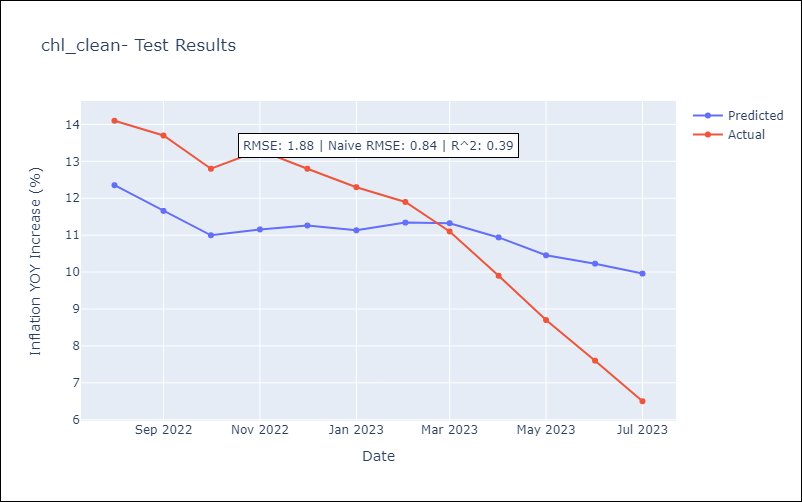 chl_clean- Test Results
Predicted
Actual
RMSE: 1.88 | Naive RMSE: 0.84 | R^2: 0.39
Inflation YOY Increase (%)
14
13
12
11
10
9
8
7
6
Sep 2022
Nov 2022
Jan 2023
Mar 2023
May 2023
Jul 2023
Date